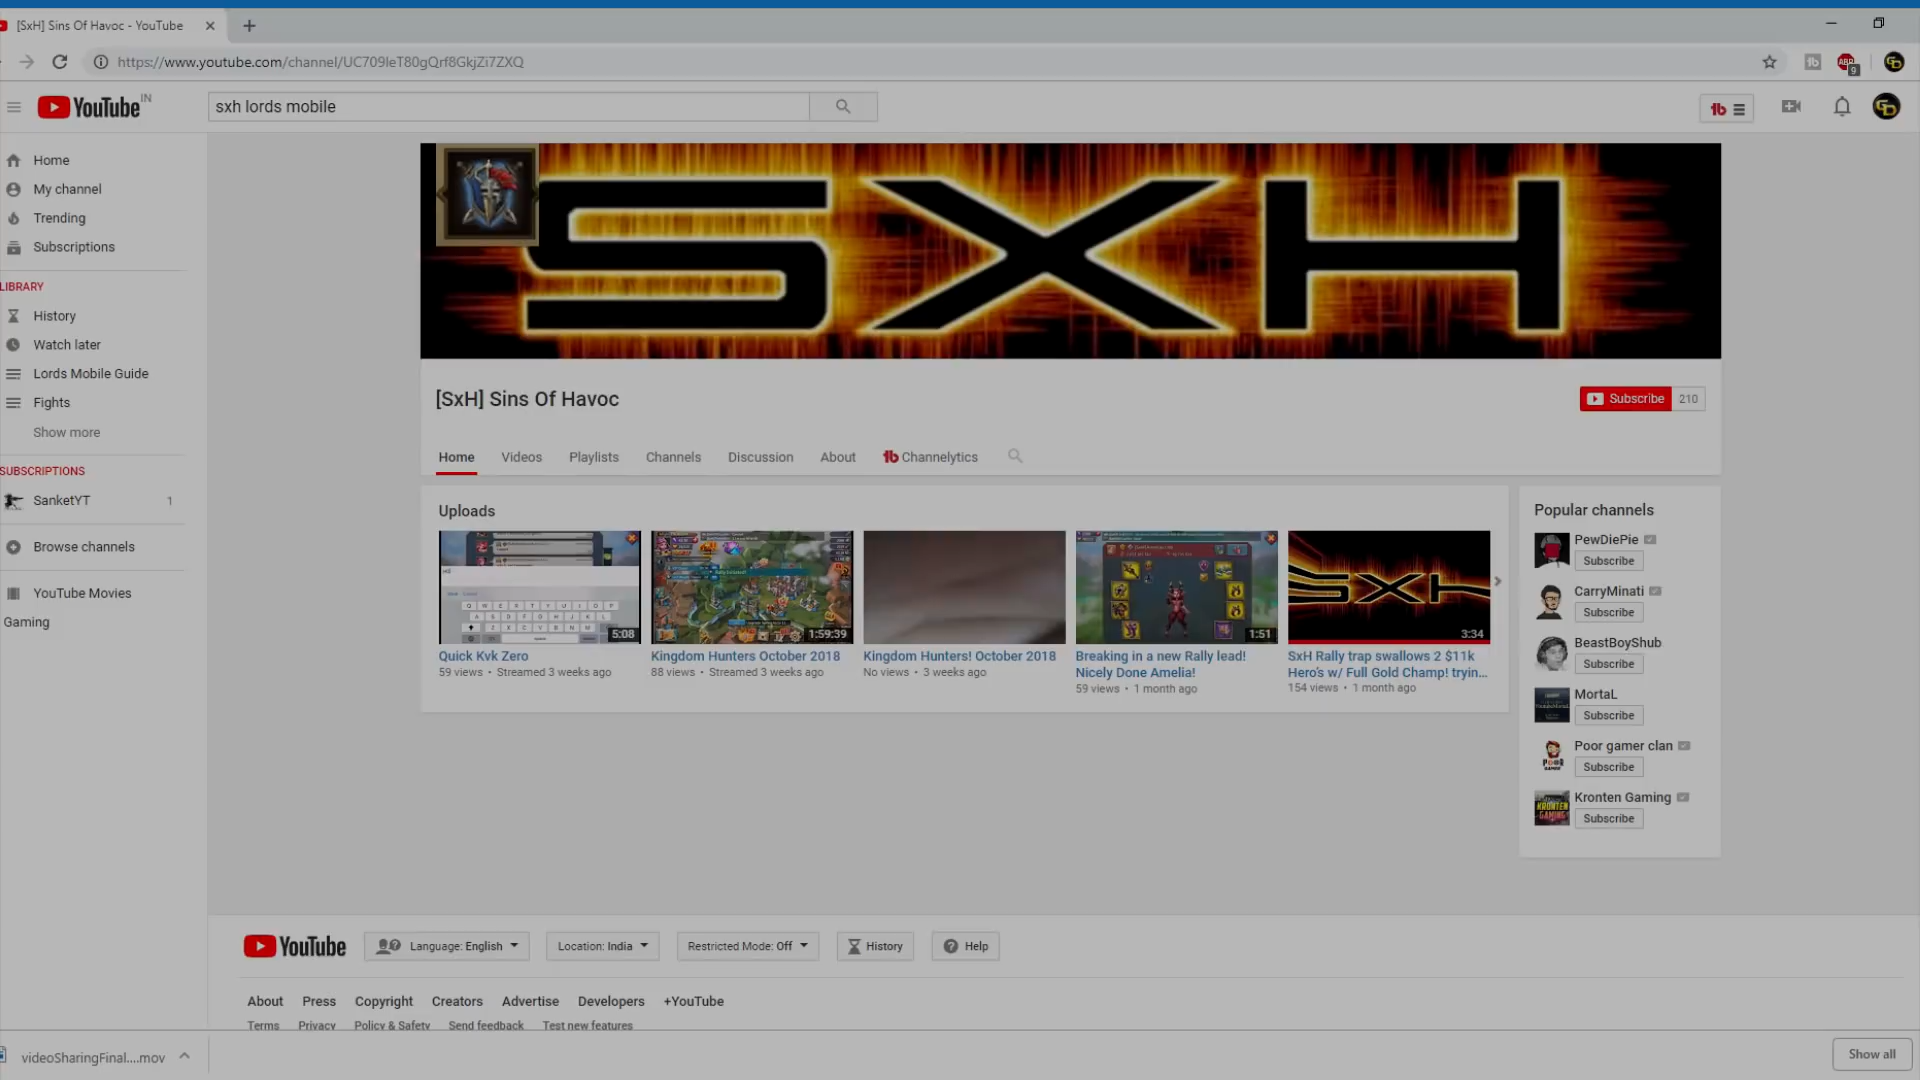 [SxH] Sins Of Havoc - YouTube
https://www.youtube.com/channel/UC709leT80gQrf8GkjZi7ZXQ
9
YouTube IN
sxh lords mobile
Home
My channel
Trending
Subscriptions
LIBRARY
History
Watch later
Lords Mobile Guide
Fights
Show more
SUBSCRIPTIONS
SanketYT 1
Browse channels
YouTube Movies
Gaming
SXH
[SxH] Sins Of Havoc
Subscribe 210
Home Videos Playlists Channels Discussion About Channelytics
Uploads
5:08
1:59:39
1:51
SXH
3:34
Quick Kvk Zero
59 views • Streamed 3 weeks ago
Kingdom Hunters October 2018
88 views • Streamed 3 weeks ago
Kingdom Hunters! October 2018
No views • 3 weeks ago
Breaking in a new Rally lead!
Nicely Done Amelia!
59 views • 1 month ago
SxH Rally trap swallows 2 $11k
Hero's w/ Full Gold Champ! tryin...
154 views • 1 month ago
Popular channels
PewDiePie
Subscribe
CarryMinati
Subscribe
BeastBoyShub
Subscribe
MortaL
Subscribe
Poor gamer clan
Subscribe
Kronten Gaming
Subscribe
YouTube
Language: English
Location: India
Restricted Mode: Off
History
Help
About Press Copyright Creators Advertise Developers +YouTube
Terms Privacy Policy & Safety Send feedback Test new features
videoSharingFinal....mov
Show all